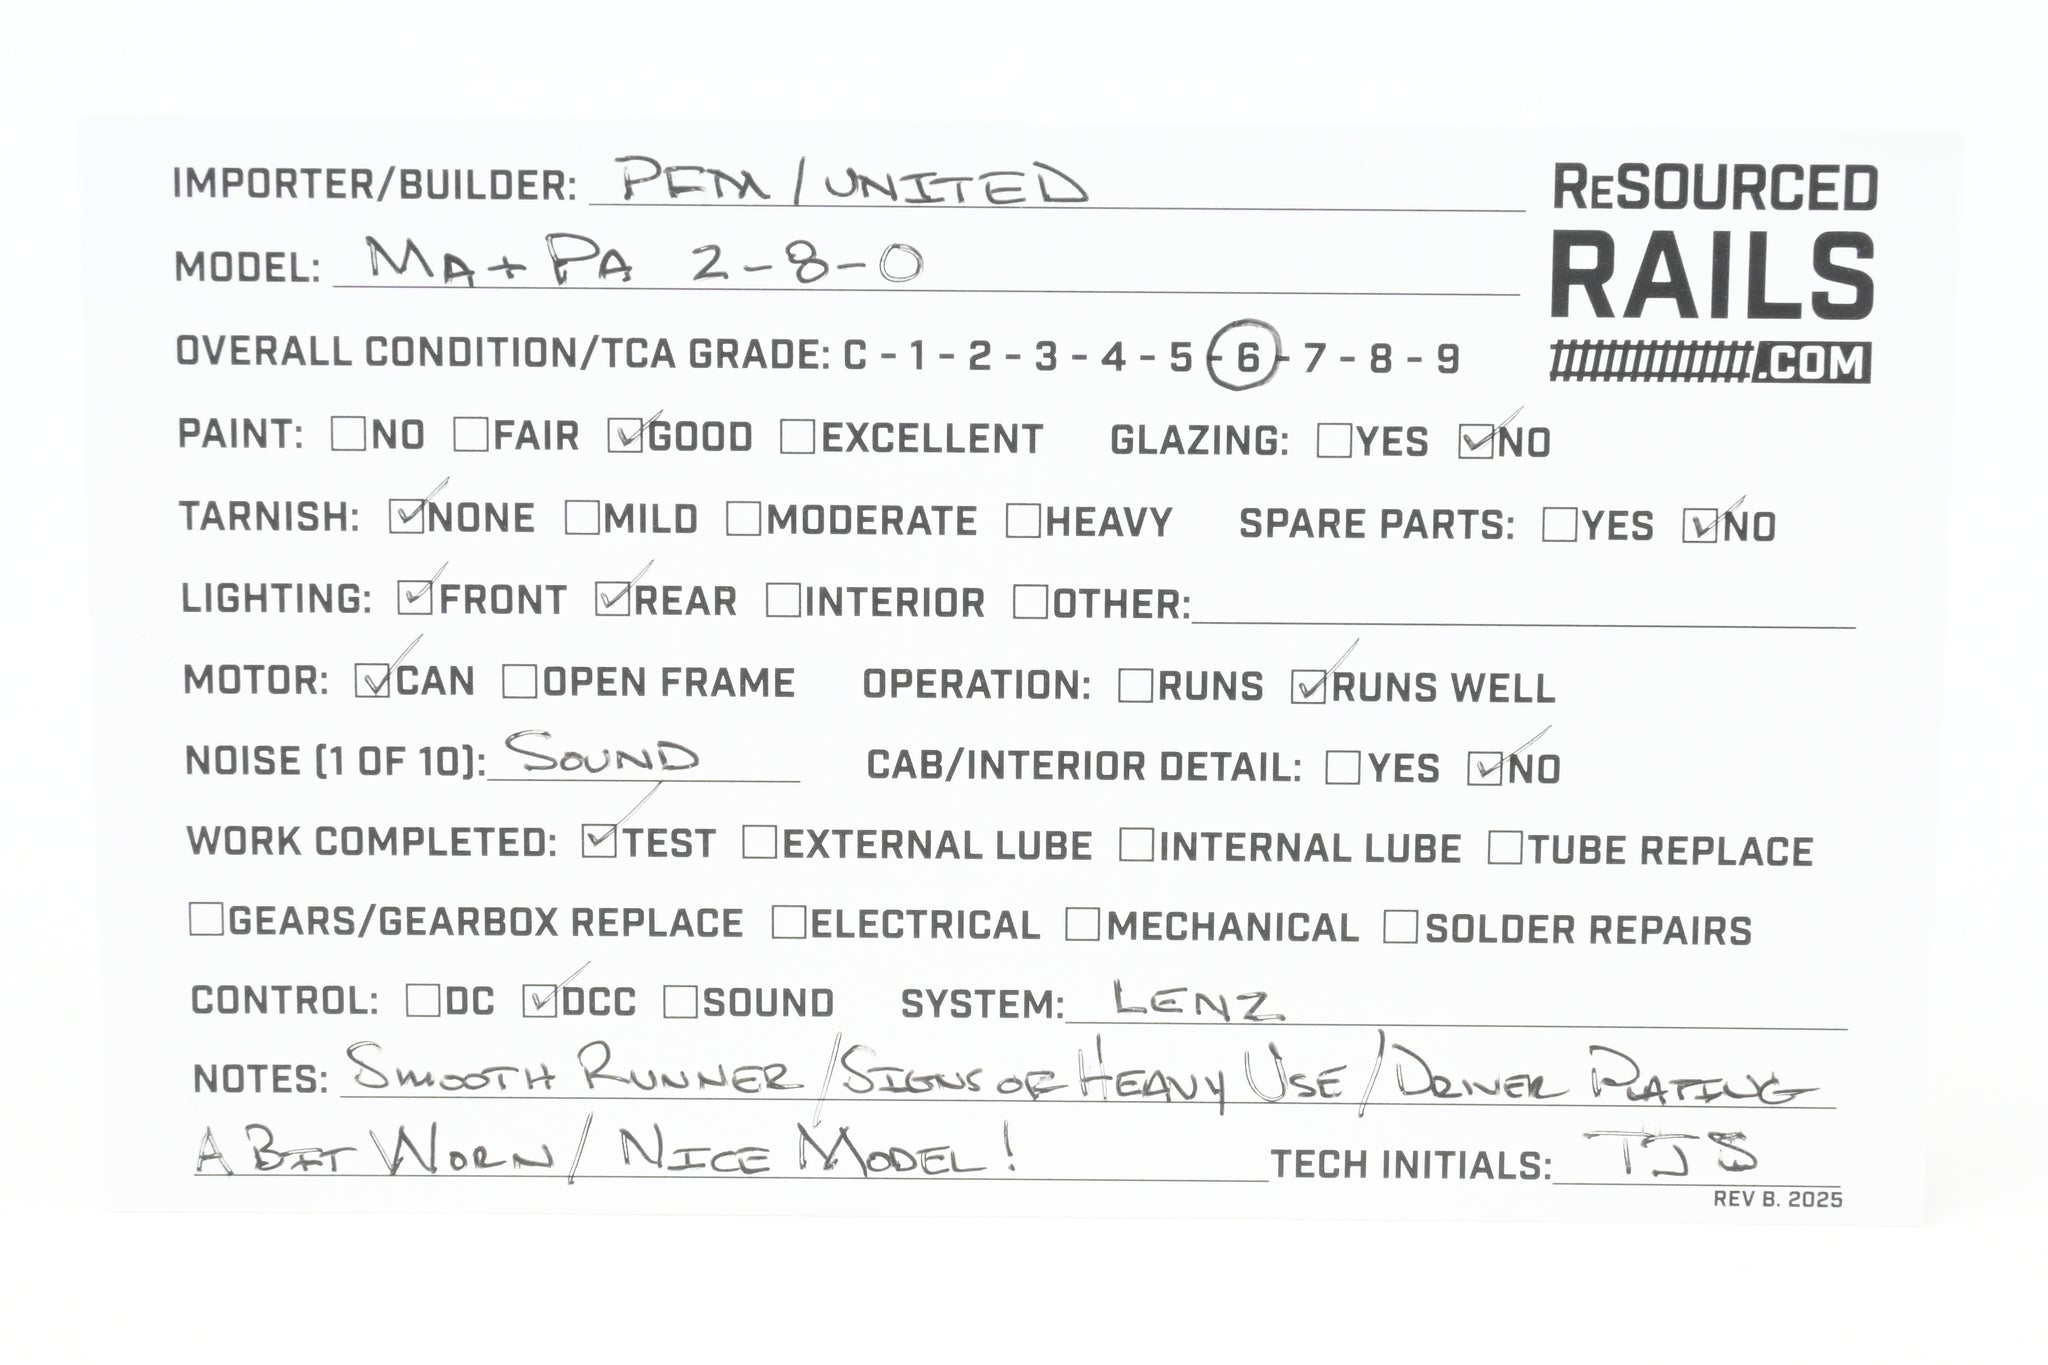 IMPORTER/BUILDER: PFM/UNITED
ReSOURCED
RAILS
.COM
MODEL: MA+PA 2-8-0
OVERALL CONDITION/TCA GRADE: C - 1 - 2 - 3 - 4 - 5 - 6 - 7 - 8 - 9
PAINT: ☐NO ☐FAIR ☑GOOD ☐EXCELLENT GLAZING: ☐YES ☑NO
TARNISH: ☑NONE ☐MILD ☐MODERATE ☐HEAVY SPARE PARTS: ☐YES ☑NO
LIGHTING: ☑FRONT ☑REAR ☐INTERIOR ☐OTHER:
MOTOR: ☑CAN ☐OPEN FRAME OPERATION: ☐RUNS ☑RUNS WELL
NOISE (1 OF 10): SOUND CAB/INTERIOR DETAIL: ☐YES ☑NO
WORK COMPLETED: ☑TEST ☐EXTERNAL LUBE ☐INTERNAL LUBE ☐TUBE REPLACE
☐GEARS/GEARBOX REPLACE ☐ELECTRICAL ☐MECHANICAL ☐SOLDER REPAIRS
CONTROL: ☐DC ☑DCC ☐SOUND SYSTEM: LENZ
NOTES: SMOOTH RUNNER/SIGNS OF HEAVY USE/DRIVER PLATING
A BIT WORN/NICE MODEL! TECH INITIALS: TJS
REV B. 2025